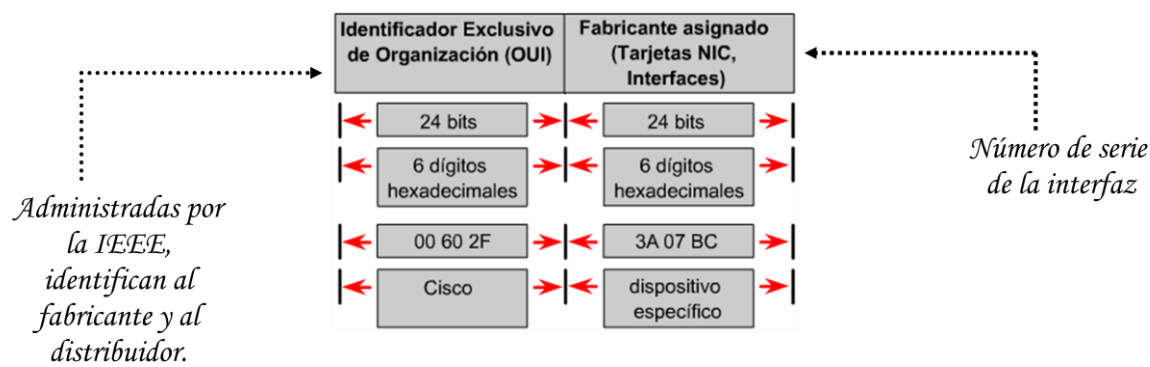 Identificador Exclusivo
de Organización (OUI)
Fabricante asignado
(Tarjetas NIC,
Interfaces)
24 bits
24 bits
6 dígitos
hexadecimales
6 dígitos
hexadecimales
00 60 2F
3A 07 BC
Cisco
dispositivo
específico
Administradas por
la IEEE,
identifican al
fabricante y al
distribuidor.
Número de serie
de la interfaz